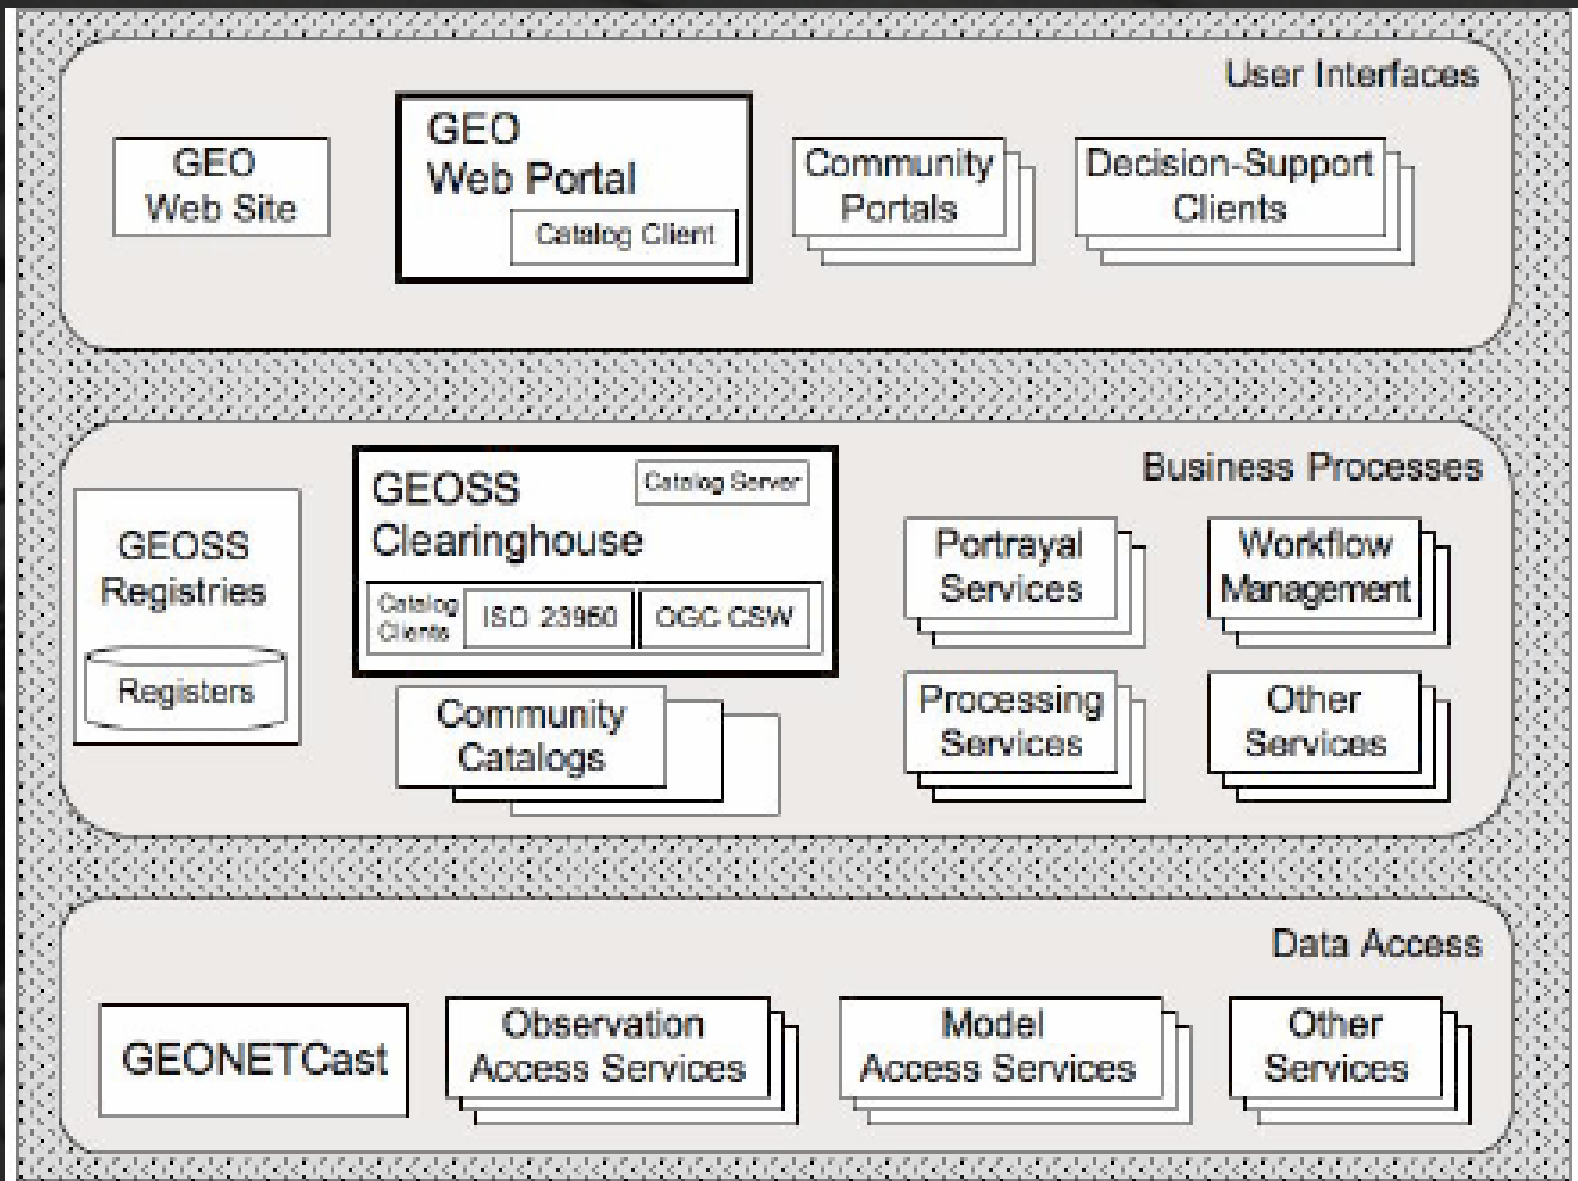 User Interfaces
GEO
Web Site
GEO
Web Portal
Catalog Client
Community
Portals
Decision-Support
Clients
Business Processes
GEOSS
Registries
Registers
GEOSS
Clearinghouse
Catalog Server
Catalog
Clients
ISO 23950
OGC CSW
Community
Catalogs
Portrayal
Services
Workflow
Management
Processing
Services
Other
Services
Data Access
GEONETCast
Observation
Access Services
Model
Access Services
Other
Services